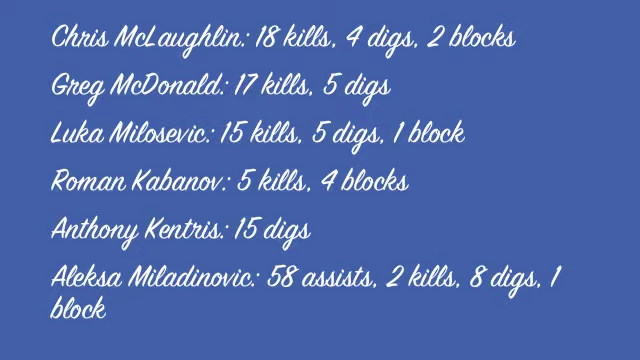 Chris McLaughlin: 18 kills, 4 digs, 2 blocks
Greg McDonald: 17 kills, 5 digs
Luka Milosevic: 15 kills, 5 digs, 1 block
Roman Kabanov: 5 kills, 4 blocks
Anthony Kentris: 15 digs
Aleksa Miladinovic: 58 assists, 2 kills, 8 digs, 1
block